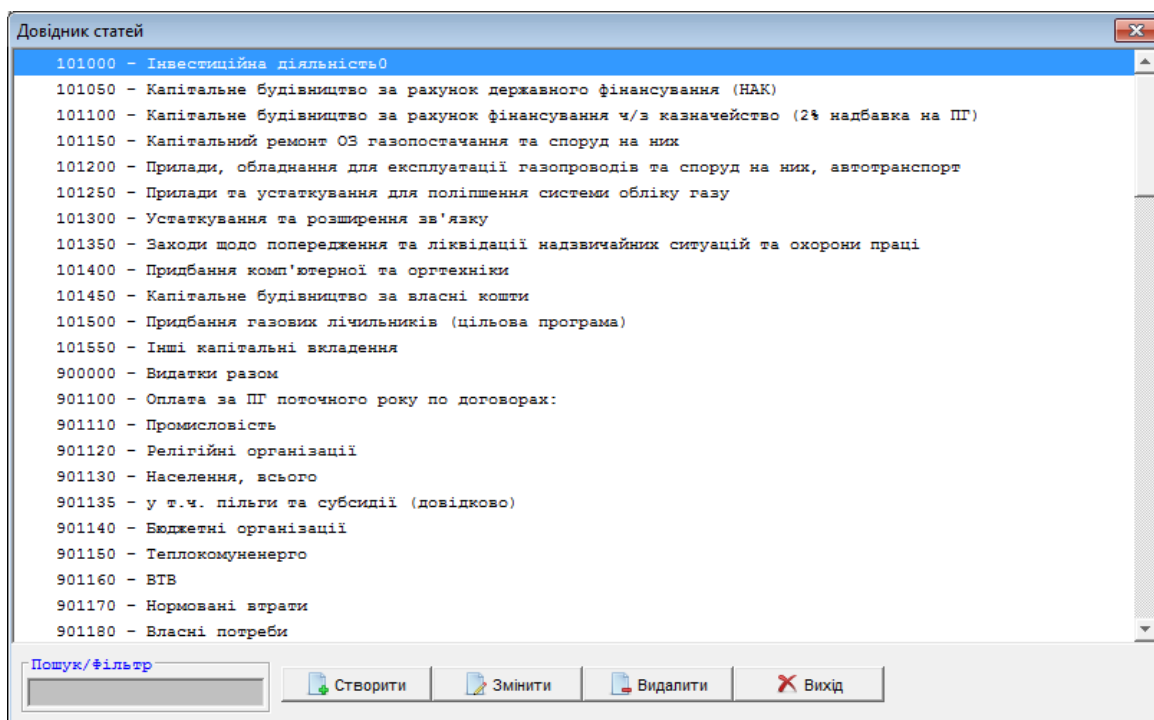 Довідник статей
101000 - Інвестиційна діяльність0
101050 - Капітальне будівництво за рахунок державного фінансування (НАК)
101100 - Капітальне будівництво за рахунок фінансування ч/з казначейство (2% надбавка на ПГ)
101150 - Капітальний ремонт ОЗ газопостачання та споруд на них
101200 - Прилади, обладнання для експлуатації газопроводів та споруд на них, автотранспорт
101250 - Прилади та устаткування для поліпшення системи обліку газу
101300 - Устаткування та розширення зв'язку
101350 - Заходи щодо попередження та ліквідації надзвичайних ситуацій та охорони праці
101400 - Придбання комп'ютерної та оргтехніки
101450 - Капітальне будівництво за власні кошти
101500 - Придбання газових лічильників (цільова програма)
101550 - Інші капітальні вкладення
900000 - Видатки разом
901100 - Оплата за ПГ поточного року по договорах:
901110 - Промисловість
901120 - Релігійні організації
901130 - Населення, всього
901135 - у т.ч. пільги та субсидії (довідково)
901140 - Бюджетні організації
901150 - Теплокомуненерго
901160 - ВТВ
901170 - Нормовані втрати
901180 - Власні потреби
Пошук/Фільтр
Створити Змінити Видалити Вихід